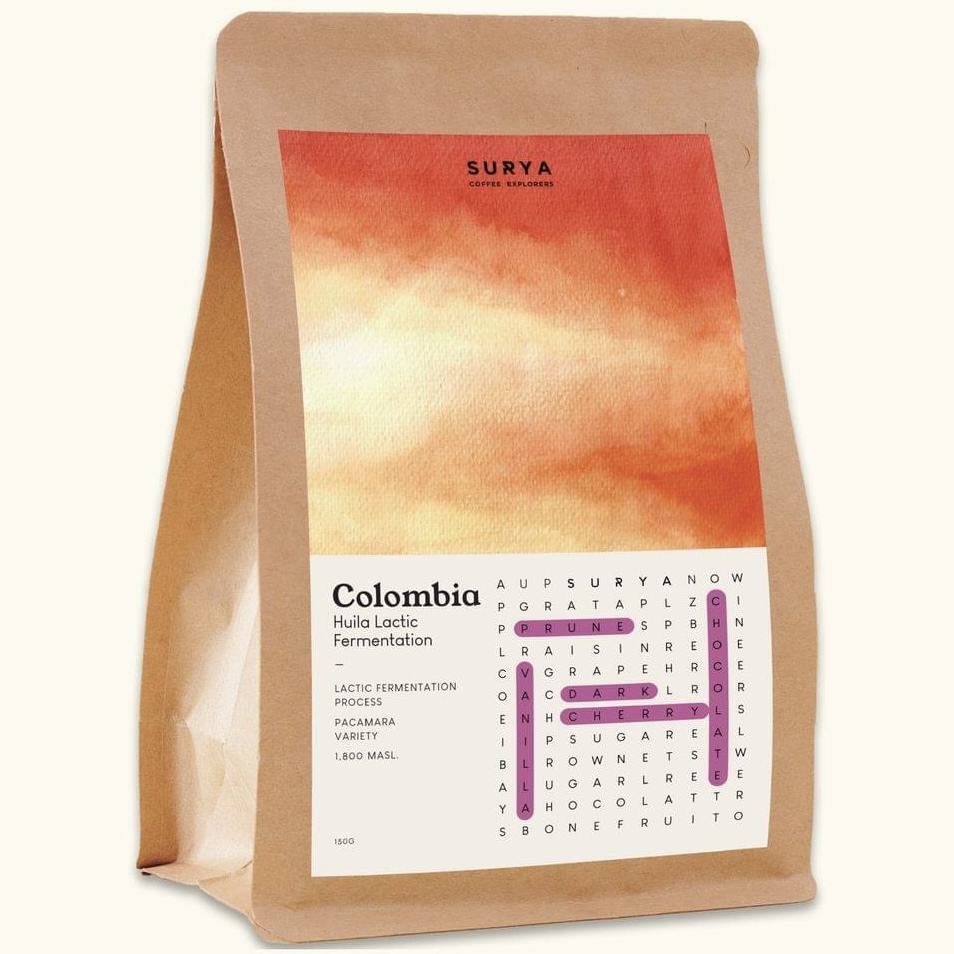 SURYA
COFFEE EXPLORERS
Colombia
Huila Lactic
Fermentation
–
LACTIC FERMENTATION
PROCESS
PACAMARA
VARIETY
1,800 MASL.
150G
A U P S U R Y A N O W
P G R A T A P L Z C I
P P R U N E S P B H N
L R A I S I N R E O E
C V G R A P E H R C E
O A C D A R K L R O R
E N H C H E R R Y L S
I I P S U G A R E A L
B L R O W N E T S T W
A L U G A R L R E E E
Y A H O C O L A T T R
S B O N E F R U I T O